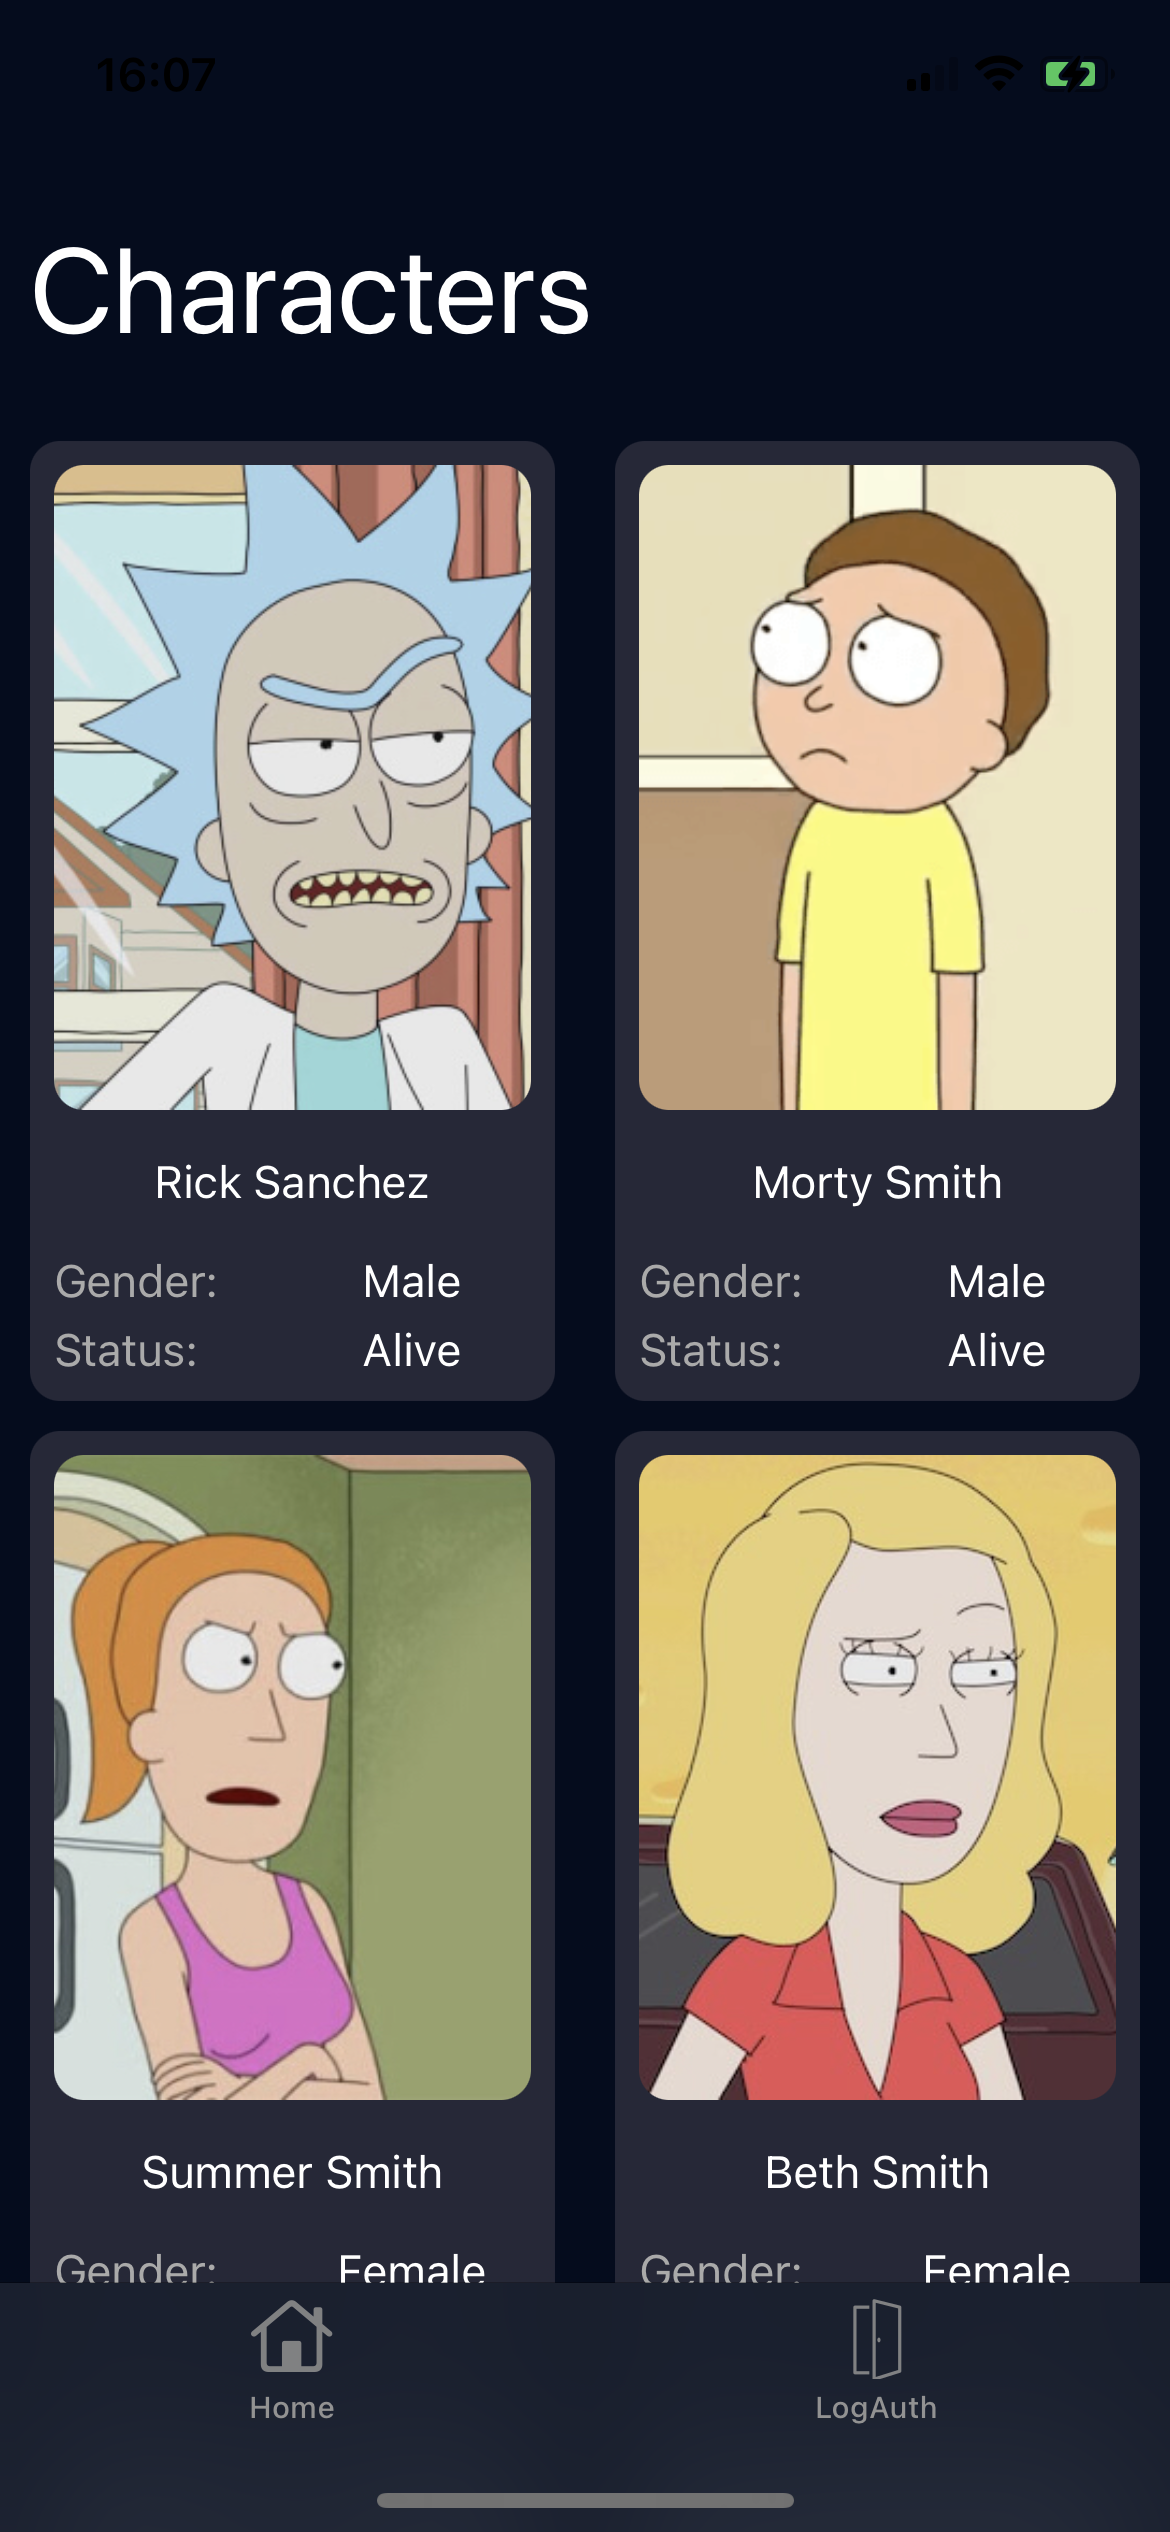 16:07
Characters
Rick Sanchez
Gender: Male
Status: Alive
Morty Smith
Gender: Male
Status: Alive
Summer Smith
Gender: Female
Beth Smith
Gender: Female
Home
LogAuth